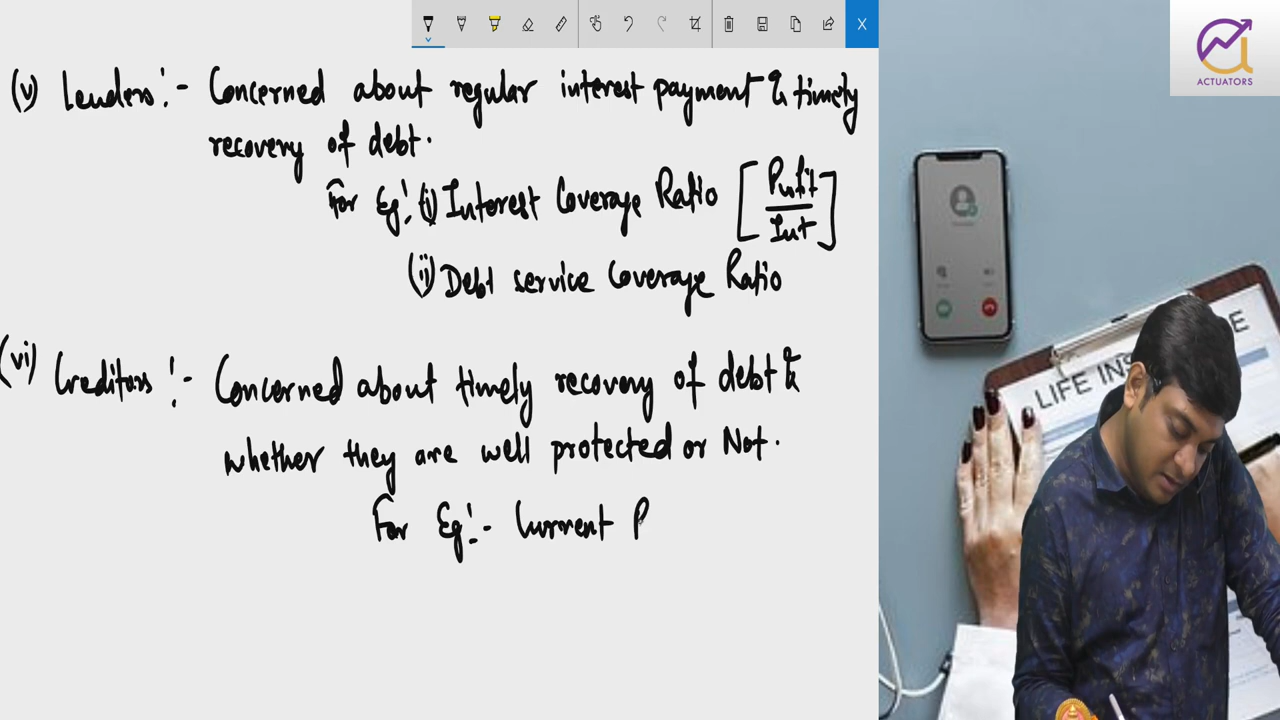 X
ACTUATORS
(v) Lenders :- Concerned about regular interest payment & timely
recovery of debt.
For Eg: (i) Interest Coverage Ratio [Profit/Int]
(ii) Debt service Coverage Ratio
(vi) Creditors :- Concerned about timely recovery of debt &
whether they are well protected or Not.
For Eg :- Current
LIFE INS E